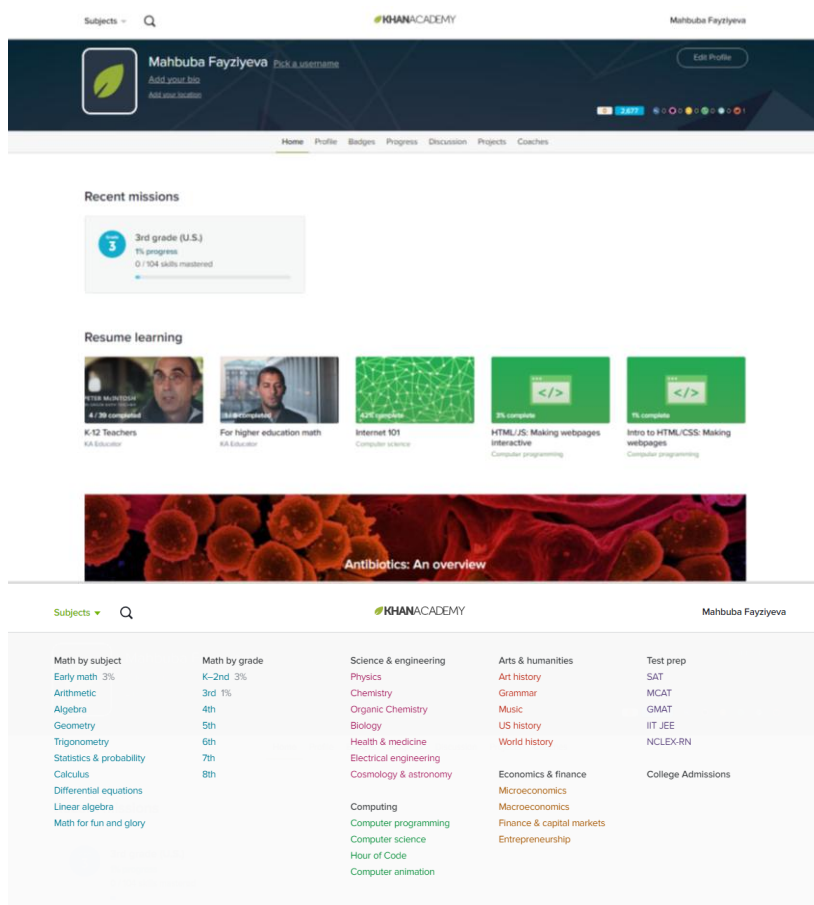 Subjects
KHANACADEMY
Mahbuba Fayziyeva
Mahbuba Fayziyeva Pick a username
Edit Profile
Add your bio
Add your location
0 2,677 0 0 0 0 0 1
Home Profile Badges Progress Discussion Projects Coaches
Recent missions
3
3rd grade (U.S.)
1% progress
0 / 104 skills mastered
Resume learning
PETER McINTOSH
4 / 39 completed
completed
42% complete
3% complete
1% complete
K-12 Teachers
KA Educator
For higher education math
KA Educator
Internet 101
Computer science
HTML/JS: Making webpages
interactive
Computer programming
Intro to HTML/CSS: Making
webpages
Computer programming
Antibiotics: An overview
Subjects
KHANACADEMY
Mahbuba Fayziyeva
Math by subject
Early math 3%
Arithmetic
Algebra
Geometry
Trigonometry
Statistics & probability
Calculus
Differential equations
Linear algebra
Math for fun and glory
Math by grade
K–2nd 3%
3rd 1%
4th
5th
6th
7th
8th
Science & engineering
Physics
Chemistry
Organic Chemistry
Biology
Health & medicine
Electrical engineering
Cosmology & astronomy
Computing
Computer programming
Computer science
Hour of Code
Computer animation
Arts & humanities
Art history
Grammar
Music
US history
World history
Economics & finance
Microeconomics
Macroeconomics
Finance & capital markets
Entrepreneurship
Test prep
SAT
MCAT
GMAT
IIT JEE
NCLEX-RN
College Admissions